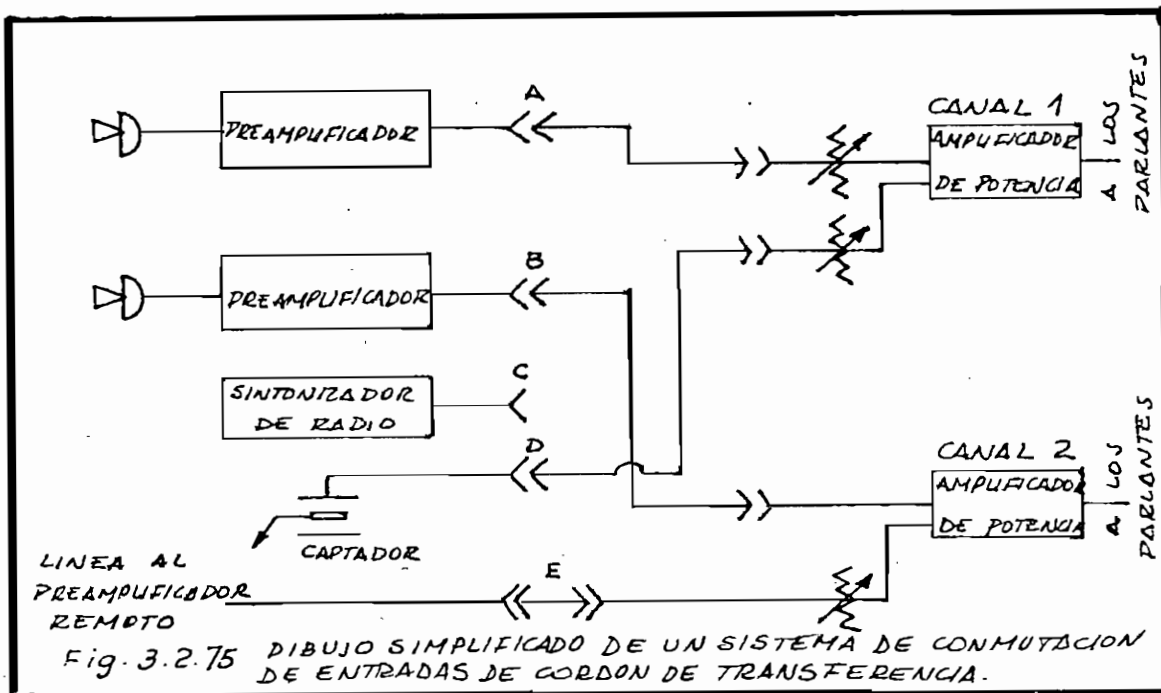 A
PREAMPLIFICADOR
CANAL 1
AMPLIFICADOR
DE POTENCIA
A LOS
PARLANTES
B
PREAMPLIFICADOR
C
SINTONIZADOR
DE RADIO
D
CAPTADOR
CANAL 2
AMPLIFICADOR
DE POTENCIA
A LOS
PARLANTES
LINEA AL
PREAMPLIFICADOR
REMOTO
E
Fig. 3.2.75 DIBUJO SIMPLIFICADO DE UN SISTEMA DE CONMUTACION
DE ENTRADAS DE CORDON DE TRANSFERENCIA.